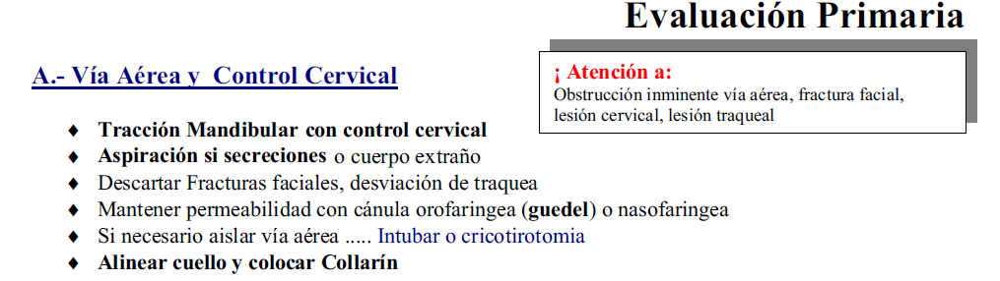 Evaluación Primaria
A.- Vía Aérea y  Control Cervical
¡ Atención a:
Obstrucción inminente vía aérea, fractura facial,
lesión cervical, lesión traqueal
♦ Tracción Mandibular con control cervical
♦ Aspiración si secreciones o cuerpo extraño
♦ Descartar Fracturas faciales, desviación de traquea
♦ Mantener permeabilidad con cánula orofaringea (guedel) o nasofaringea
♦ Si necesario aislar vía aérea ..... Intubar o cricotirotomia
♦ Alinear cuello y colocar Collarín